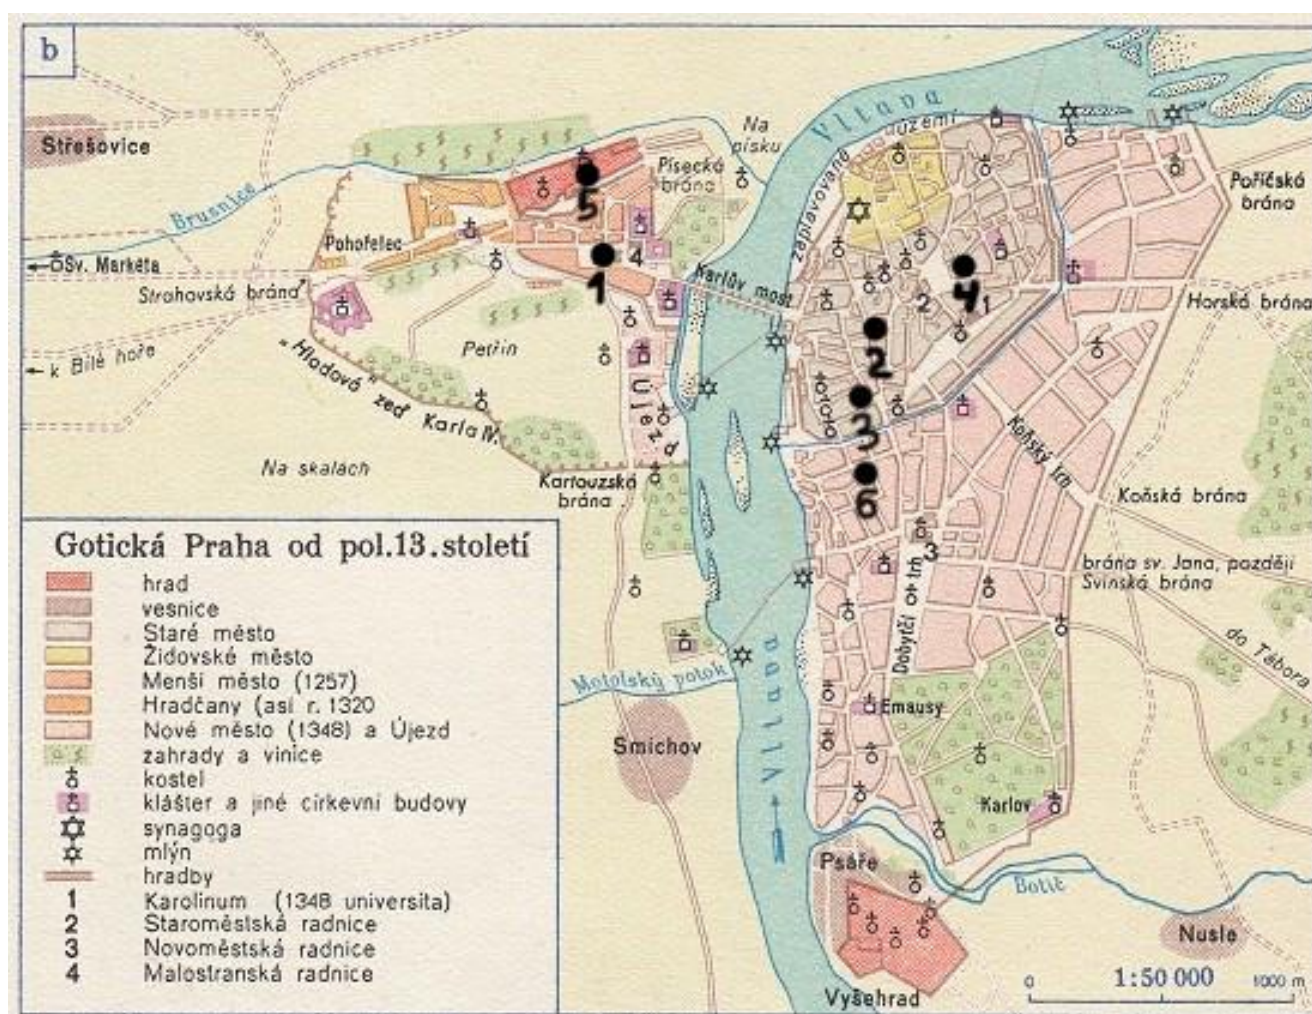 b
Vltava
Na
písku
území
zaplavované
Střešovice
Písecká
brána
Poříčská
brána
Brusnice
5
Pohořelec
Sv. Markéta
4
1
4
Karlův most
2
1
Strahovská brána
Horská brána
2
k Bílé hoře
Petřín
"Hladová" zeď Karla IV.
Újezd
3
Koňský trh
Na skalách
Kartouzská
brána
6
Koňská brána
3
brána sv. Jana, později
Svinská brána
Dobytčí trh
do Tábora
Motolský potok
Vltava
Emausy
Smíchov
Karlov
Psáře
Botič
Nusle
Vyšehrad
0 1:50 000 1000 m
Gotická Praha od pol.13.století
hrad
vesnice
Staré město
Židovské město
Menší město (1257)
Hradčany (asi r. 1320
Nové město (1348) a Újezd
zahrady a vinice
kostel
klášter a jiné církevní budovy
synagoga
mlýn
hradby
1 Karolinum (1348 universita)
2 Staroměstská radnice
3 Novoměstská radnice
4 Malostranská radnice